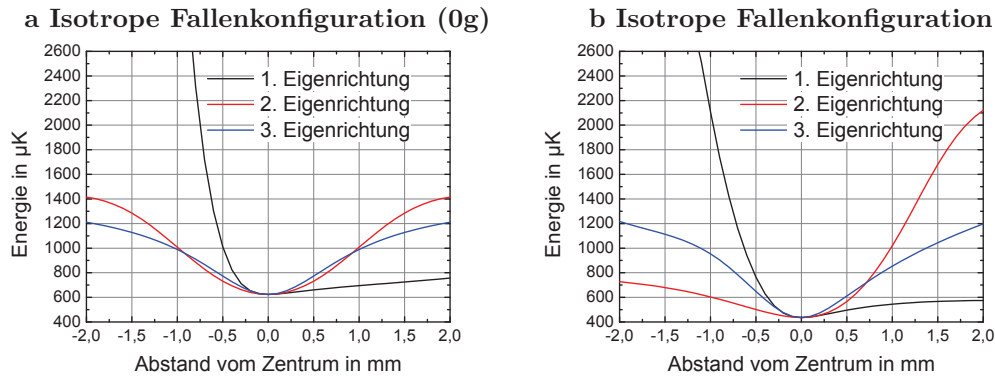 a Isotrope Fallenkonfiguration (0g)
2600
2400
2200
2000
1800
1600
1400
1200
1000
800
600
400
Energie in µK
1. Eigenrichtung
2. Eigenrichtung
3. Eigenrichtung
-2,0 -1,5 -1,0 -0,5 0,0 0,5 1,0 1,5 2,0
Abstand vom Zentrum in mm
b Isotrope Fallenkonfiguration
2600
2400
2200
2000
1800
1600
1400
1200
1000
800
600
400
Energie in µK
1. Eigenrichtung
2. Eigenrichtung
3. Eigenrichtung
-2,0 -1,5 -1,0 -0,5 0,0 0,5 1,0 1,5 2,0
Abstand vom Zentrum in mm